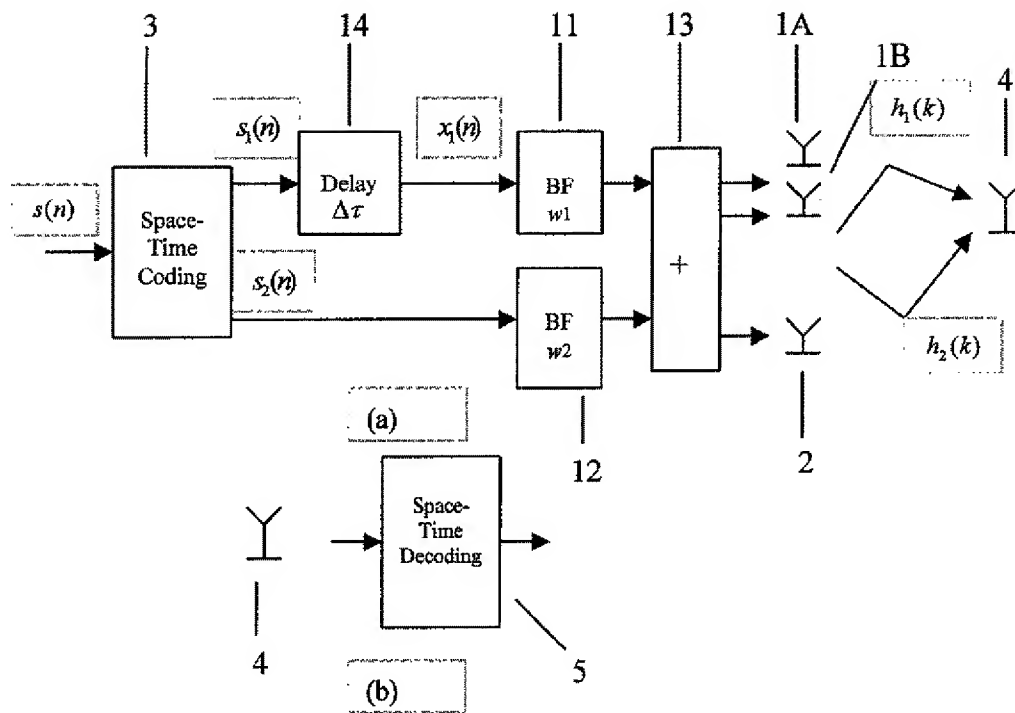 3
14
11
13
1A
1B
4
s(n)
s₁(n)
x₁(n)
h₁(k)
Space-
Time
Coding
Delay
Δτ
BF
w1
+
s₂(n)
BF
w2
h₂(k)
(a)
12
2
Space-
Time
Decoding
4
5
(b)